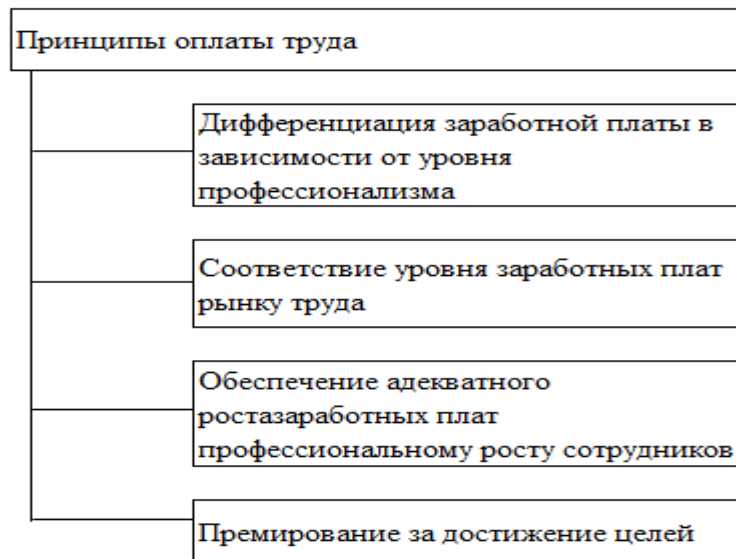 Принципы оплаты труда
Дифференциация заработной платы в
зависимости от уровня
профессионализма
Соответствие уровня заработных плат
рынку труда
Обеспечение адекватного
ростазаработных плат
профессиональному росту сотрудников
Премирование за достижение целей